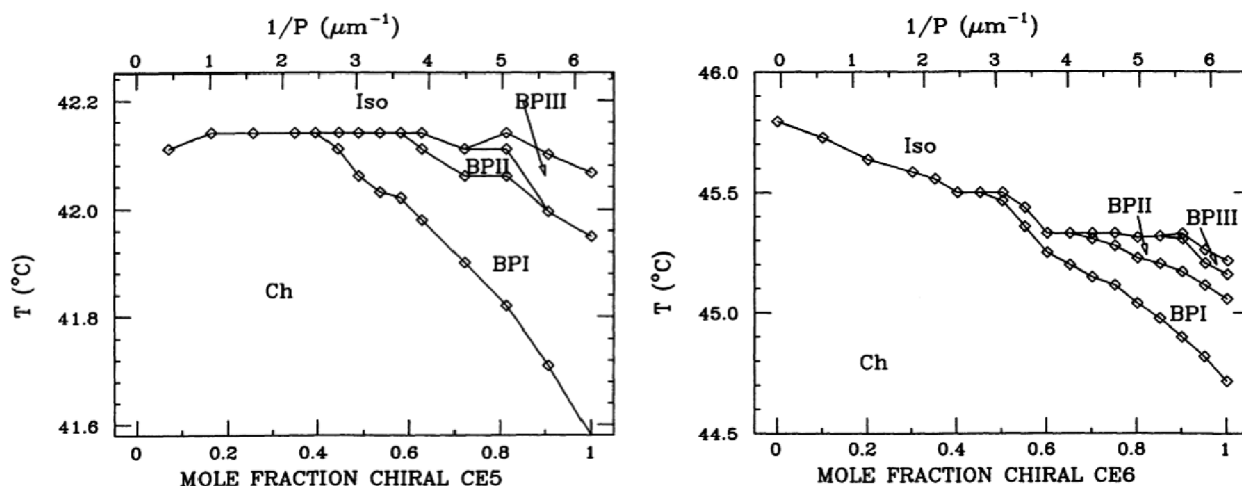 1/P (μm⁻¹)
0 1 2 3 4 5 6
42.2
42.0
41.8
41.6
T (°C)
Iso
BPIII
BPII
BPI
Ch
0 0.2 0.4 0.6 0.8 1
MOLE FRACTION CHIRAL CE5
1/P (μm⁻¹)
0 1 2 3 4 5 6
46.0
45.5
45.0
44.5
T (°C)
Iso
BPII
BPIII
BPI
Ch
0 0.2 0.4 0.6 0.8 1
MOLE FRACTION CHIRAL CE6